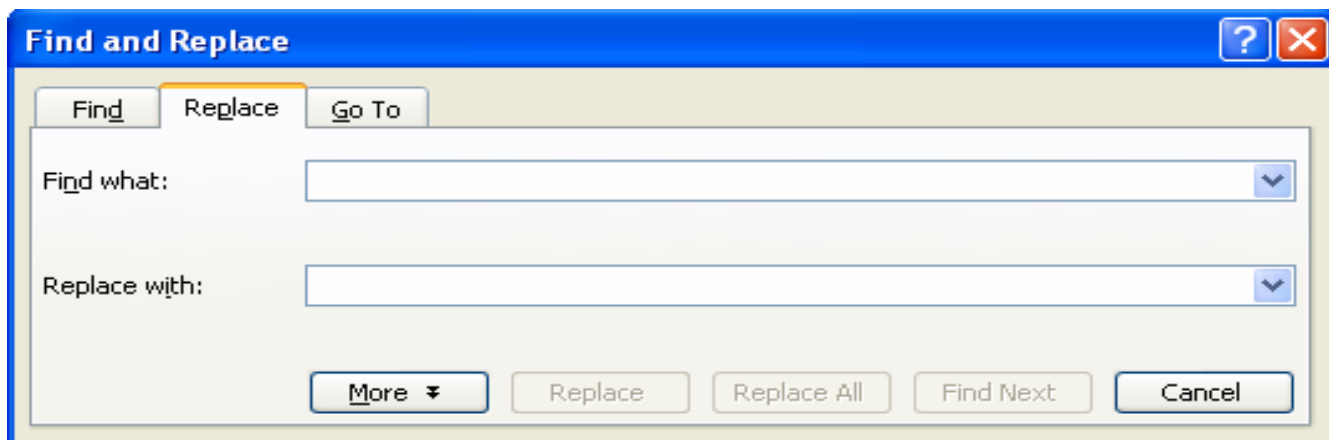 Find and Replace
Find Replace Go To
Find what:
Replace with:
More Replace Replace All Find Next Cancel